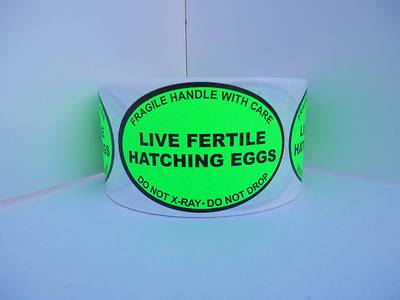 FRAGILE HANDLE WITH CARE
LIVE FERTILE
HATCHING EGGS
DO NOT X-RAY • DO NOT DROP